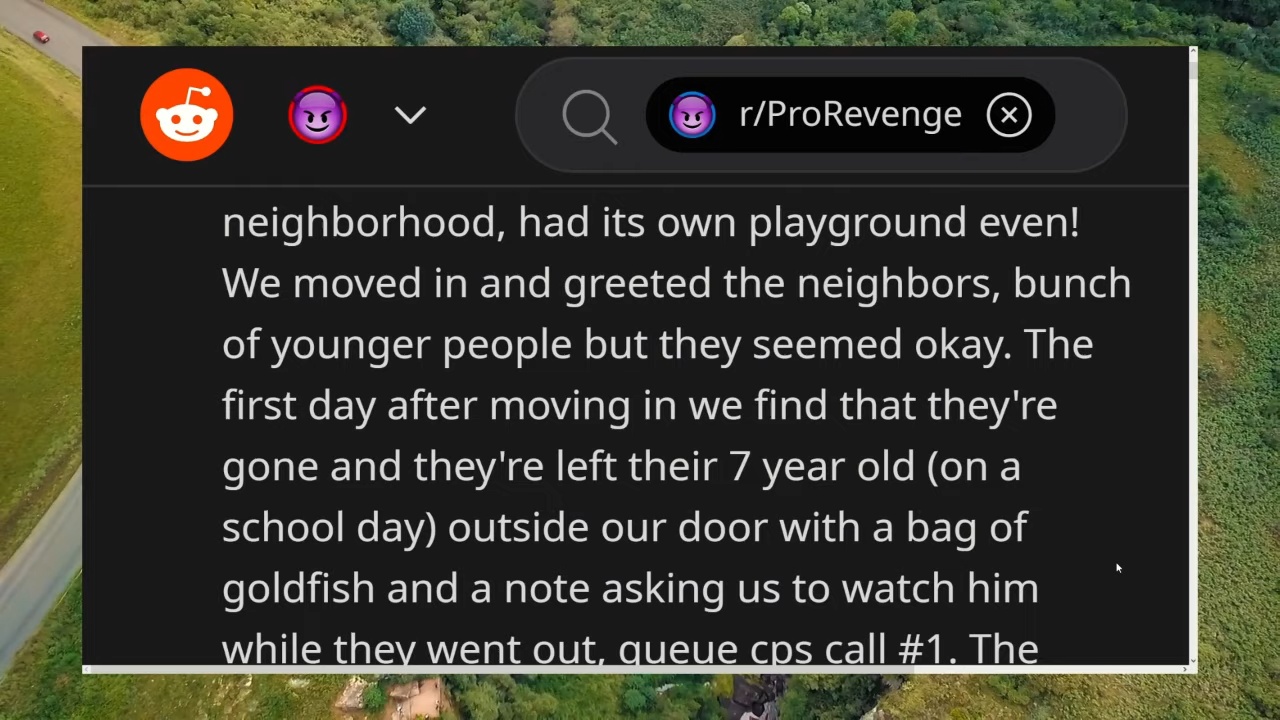 r/ProRevenge
neighborhood, had its own playground even!
We moved in and greeted the neighbors, bunch
of younger people but they seemed okay. The
first day after moving in we find that they're
gone and they're left their 7 year old (on a
school day) outside our door with a bag of
goldfish and a note asking us to watch him
while they went out, queue cps call #1. The